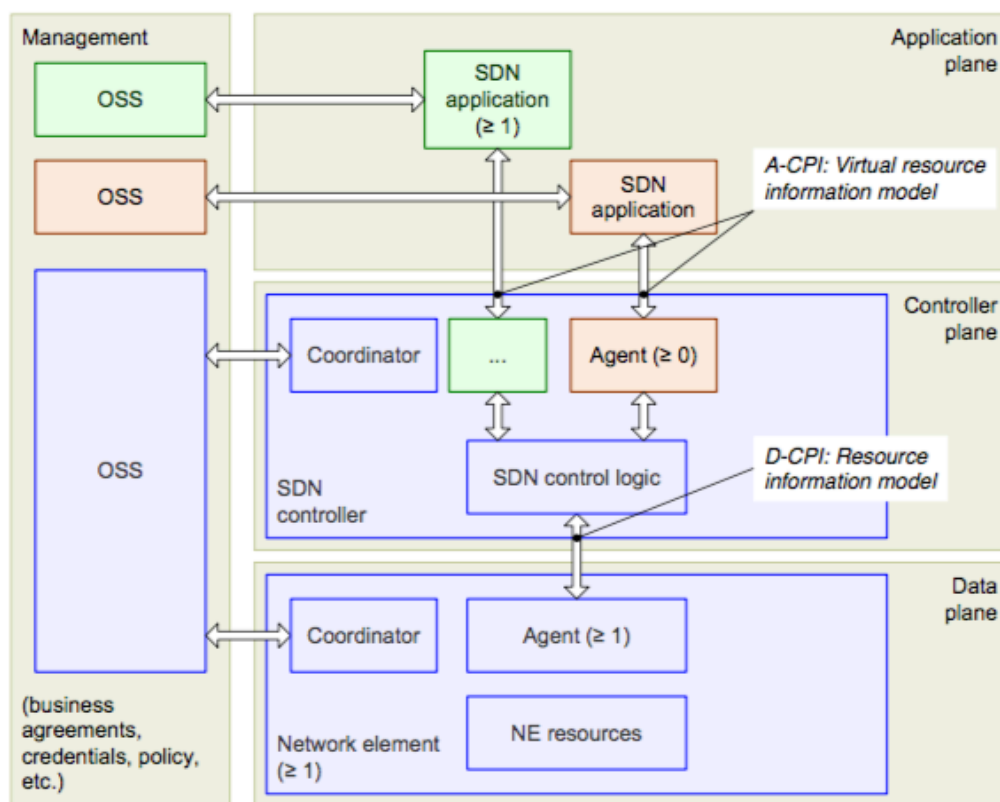 Management
OSS
OSS
OSS
(business
agreements,
credentials, policy,
etc.)
Application
plane
SDN
application
(≥ 1)
SDN
application
A-CPI: Virtual resource
information model
Controller
plane
Coordinator
...
Agent (≥ 0)
SDN control logic
SDN
controller
D-CPI: Resource
information model
Data
plane
Coordinator
Agent (≥ 1)
NE resources
Network element
(≥ 1)